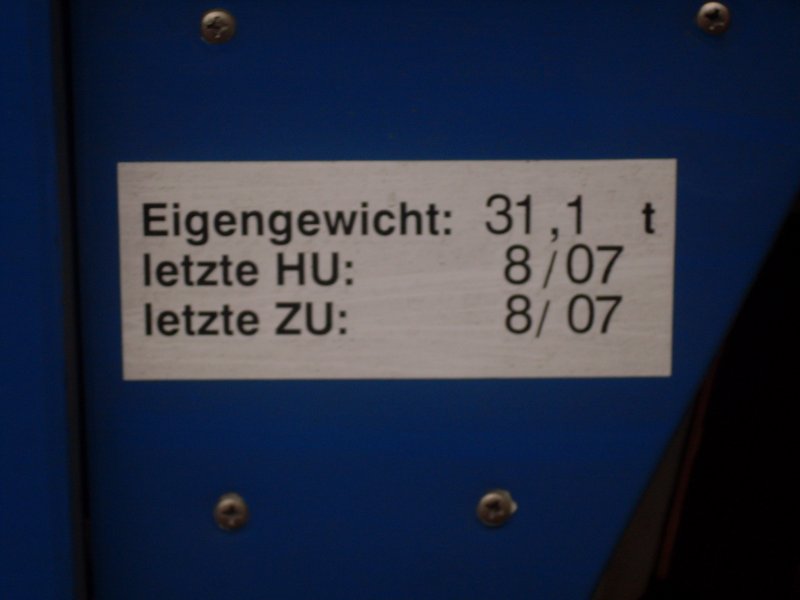 Eigengewicht: 31,1 t
letzte HU: 8/07
letzte ZU: 8/07